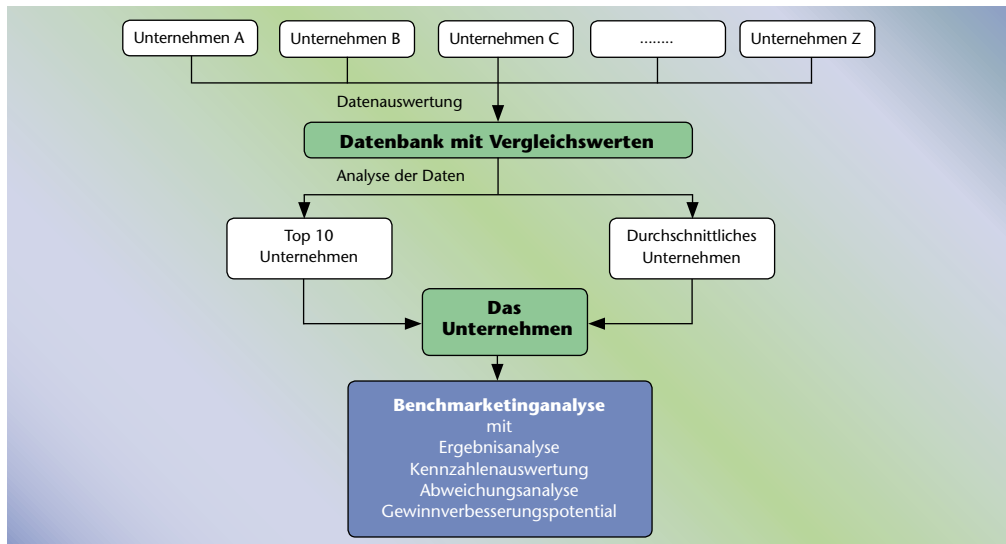 Unternehmen A
Unternehmen B
Unternehmen C
........
Unternehmen Z
Datenauswertung
Datenbank mit Vergleichswerten
Analyse der Daten
Top 10
Unternehmen
Durchschnittliches
Unternehmen
Das
Unternehmen
Benchmarketinganalyse
mit
Ergebnisanalyse
Kennzahlenauswertung
Abweichungsanalyse
Gewinnverbesserungspotential